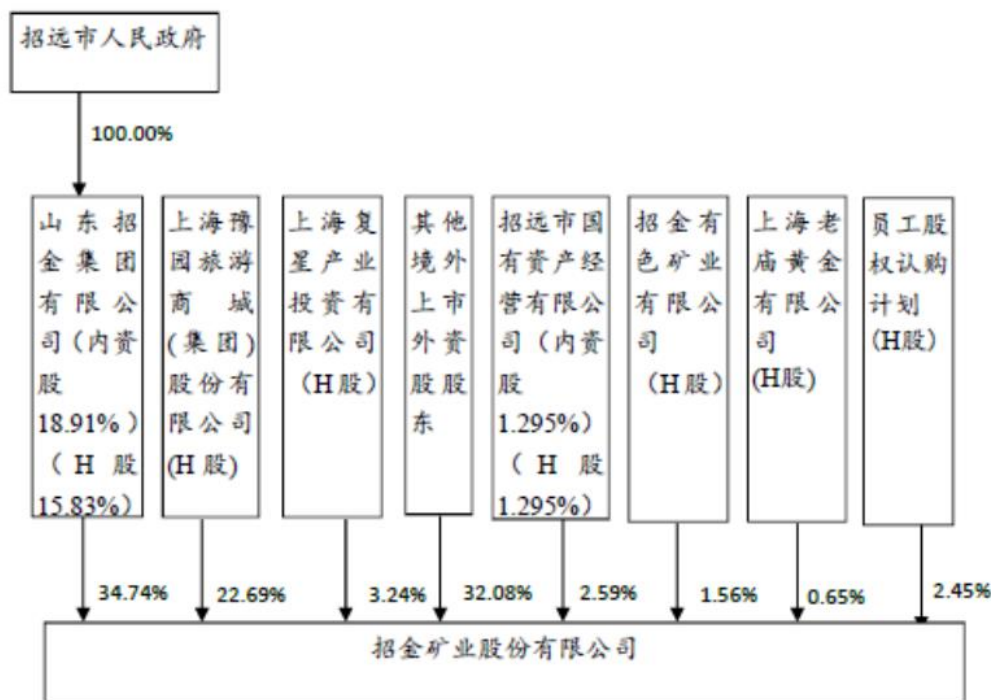 招远市人民政府
100.00%
山东招
金集团
有限公
司（内资
股
18.91%）
（H股
15.83%）
上海豫
园旅游
商城
(集团)
股份有
限公司
(H股)
上海复
星产业
投资有
限公司
（H股）
其他
境外
上市
外资
股股
东
招远市国
有资产经
营有限公
司（内资
股
1.295%）
（H股
1.295%）
招金有
色矿业
有限公
司
（H股）
上海老
庙黄金
有限公
司
(H股)
员工股
权认购
计划
(H股)
34.74%
22.69%
3.24%
32.08%
2.59%
1.56%
0.65%
2.45%
招金矿业股份有限公司